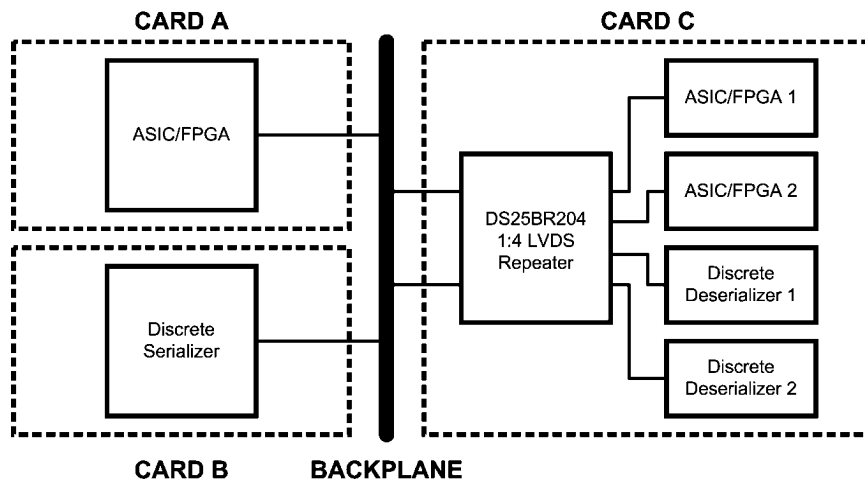 CARD A
CARD C
ASIC/FPGA
Discrete
Serializer
DS25BR204
1:4 LVDS
Repeater
ASIC/FPGA 1
ASIC/FPGA 2
Discrete
Deserializer 1
Discrete
Deserializer 2
CARD B
BACKPLANE